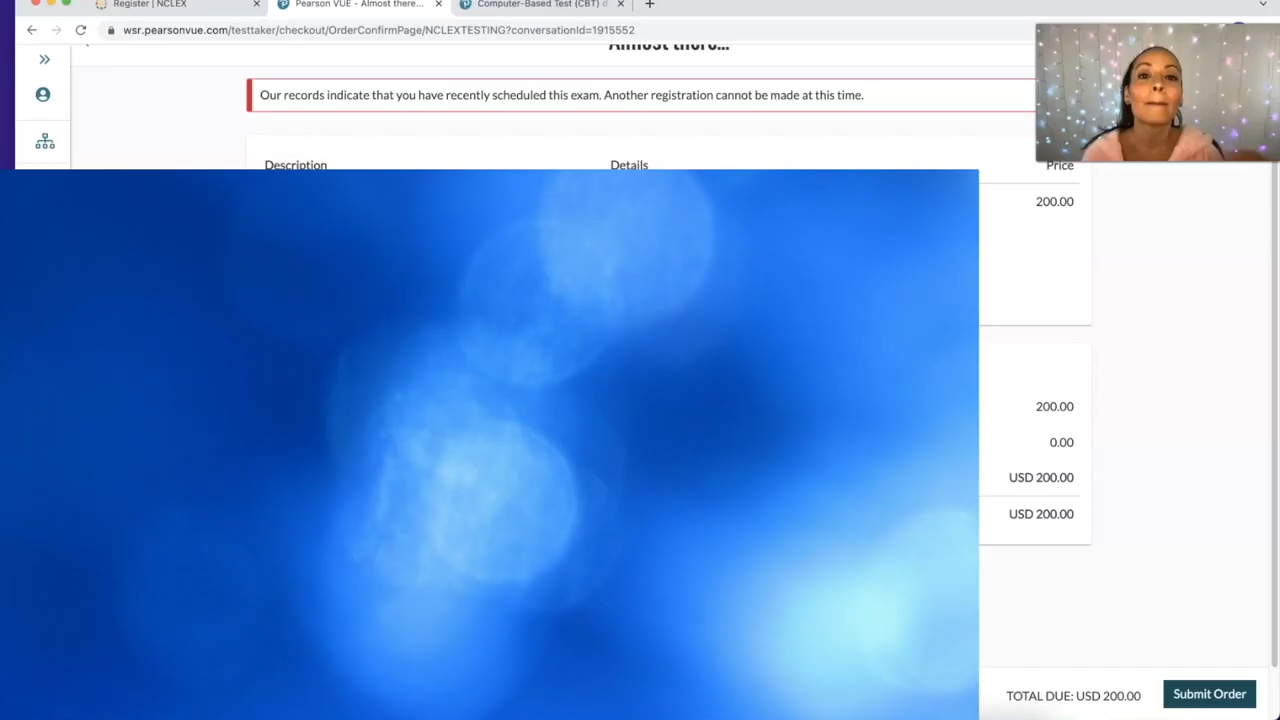 Register | NCLEX
Pearson VUE - Almost there...
Computer-Based Test (CBT) d
wsr.pearsonvue.com/testtaker/checkout/OrderConfirmPage/NCLEXTESTING?conversationId=1915552
Almost there...
Our records indicate that you have recently scheduled this exam. Another registration cannot be made at this time.
Description Details Price
200.00
200.00
0.00
USD 200.00
USD 200.00
TOTAL DUE: USD 200.00 Submit Order